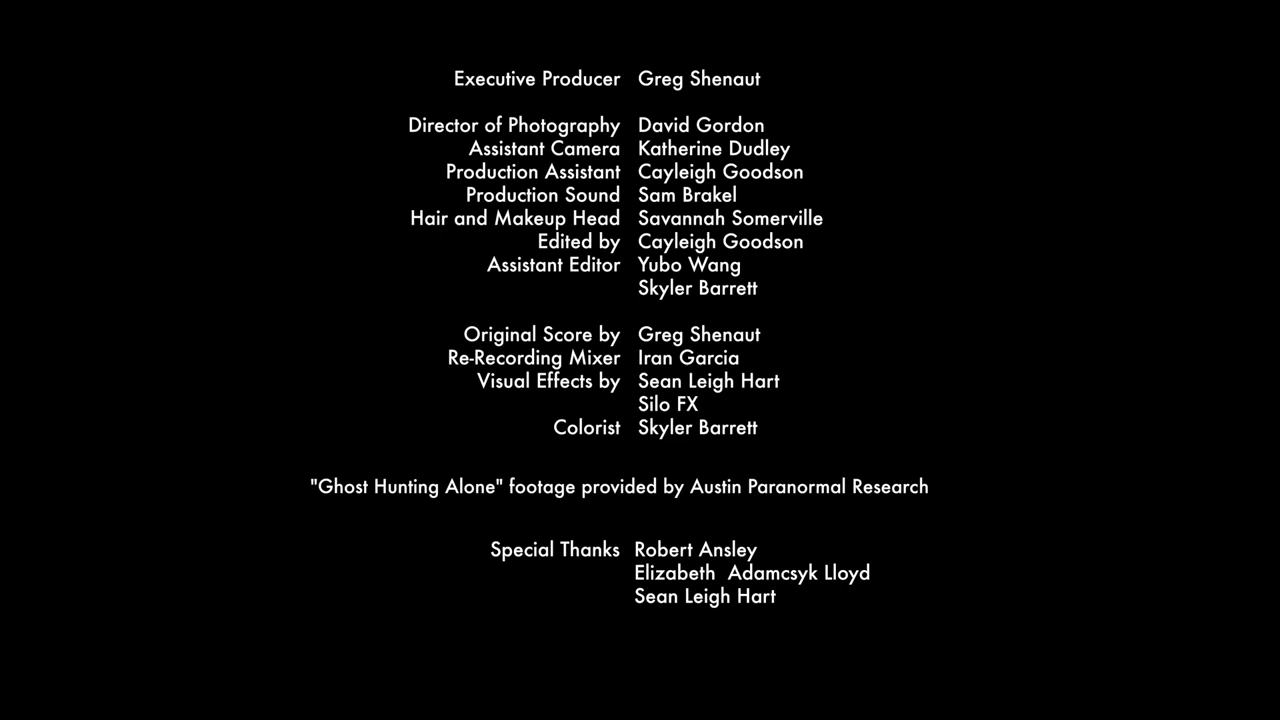 Executive Producer Greg Shenaut
Director of Photography David Gordon
Assistant Camera Katherine Dudley
Production Assistant Cayleigh Goodson
Production Sound Sam Brakel
Hair and Makeup Head Savannah Somerville
Edited by Cayleigh Goodson
Assistant Editor Yubo Wang
Skyler Barrett
Original Score by Greg Shenaut
Re-Recording Mixer Iran Garcia
Visual Effects by Sean Leigh Hart
Silo FX
Colorist Skyler Barrett
"Ghost Hunting Alone" footage provided by Austin Paranormal Research
Special Thanks Robert Ansley
Elizabeth Adamcsyk Lloyd
Sean Leigh Hart